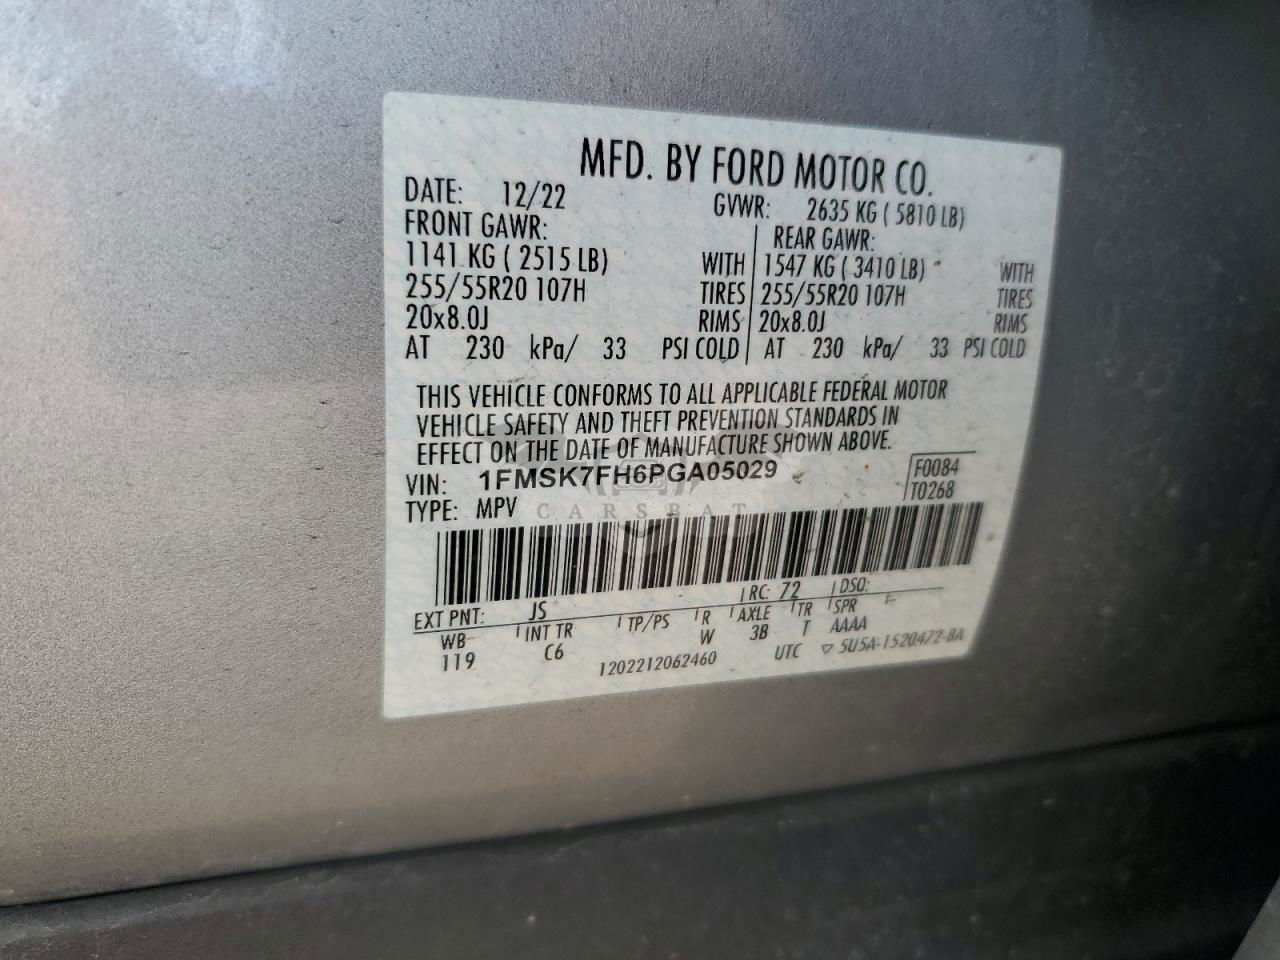 MFD. BY FORD MOTOR CO.
DATE: 12/22 GVWR: 2635 KG ( 5810 LB)
FRONT GAWR: REAR GAWR:
1141 KG ( 2515 LB) WITH 1547 KG ( 3410 LB) WITH
255/55R20 107H TIRES 255/55R20 107H TIRES
20x8.0J RIMS 20x8.0J RIMS
AT 230 kPa/ 33 PSI COLD AT 230 kPa/ 33 PSI COLD
THIS VEHICLE CONFORMS TO ALL APPLICABLE FEDERAL MOTOR
VEHICLE SAFETY AND THEFT PREVENTION STANDARDS IN
EFFECT ON THE DATE OF MANUFACTURE SHOWN ABOVE.
VIN: 1FMSK7FH6PGA05029 F0084
TYPE: MPV T0268
CARSBAT
EXT PNT: JS RC: 72 DSO:
WB INT TR TP/PS R AXLE TR SPR
119 C6 W 3B T AAAA
1202212062460 UTC ▽ 5U5A-1520472-BA